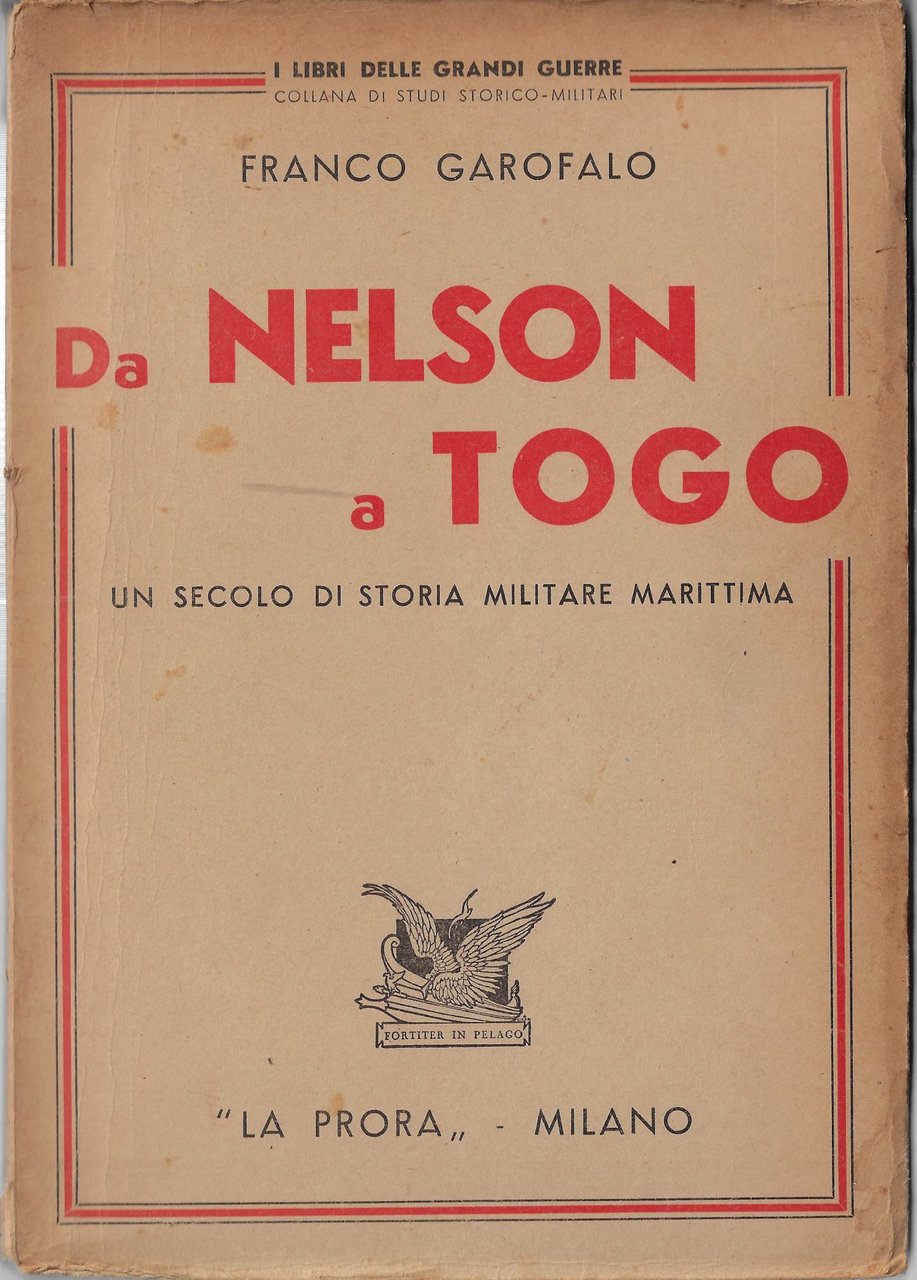 I LIBRI DELLE GRANDI GUERRE
COLLANA DI STUDI STORICO-MILITARI
FRANCO GAROFALO
Da NELSON
a TOGO
UN SECOLO DI STORIA MILITARE MARITTIMA
FORTITER IN PELAGO
"LA PRORA„ - MILANO